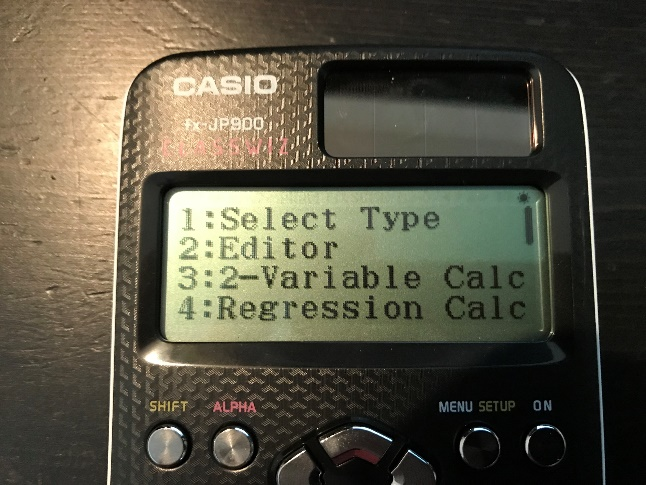 CASIO
fx-JP900
CLASSWIZ
1:Select Type
2:Editor
3:2-Variable Calc
4:Regression Calc
SHIFT ALPHA MENU SETUP ON